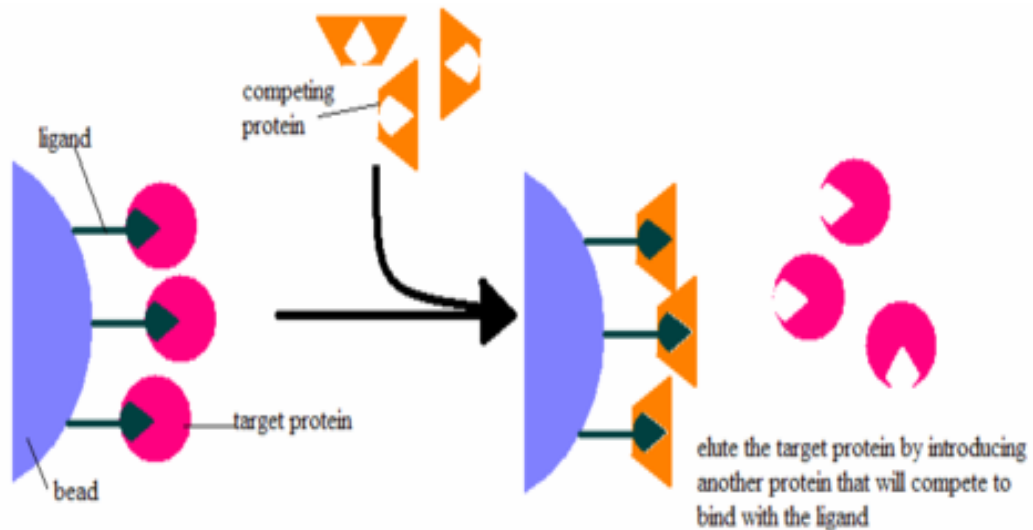 competing
protein
ligand
target protein
bead
elute the target protein by introducing
another protein that will compete to
bind with the ligand